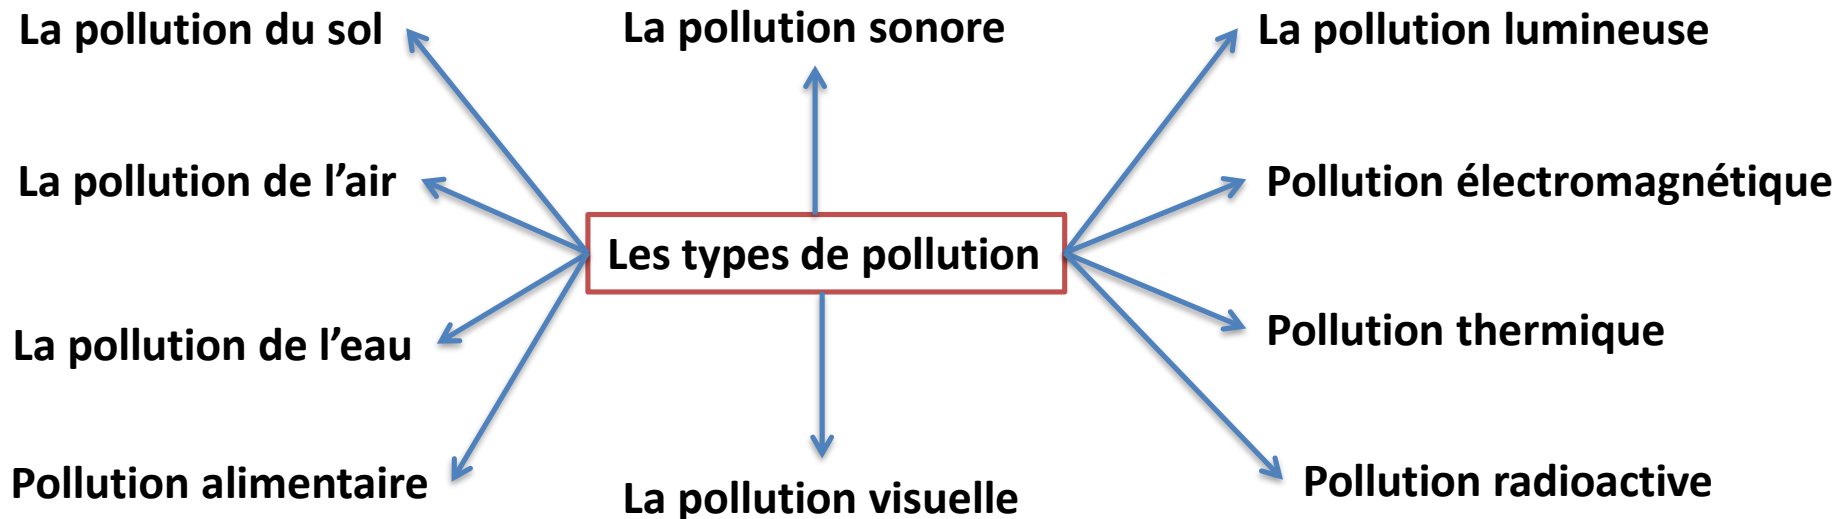 La pollution du sol
La pollution sonore
La pollution lumineuse
La pollution de l’air
Pollution électromagnétique
Les types de pollution
La pollution de l’eau
Pollution thermique
Pollution alimentaire
La pollution visuelle
Pollution radioactive